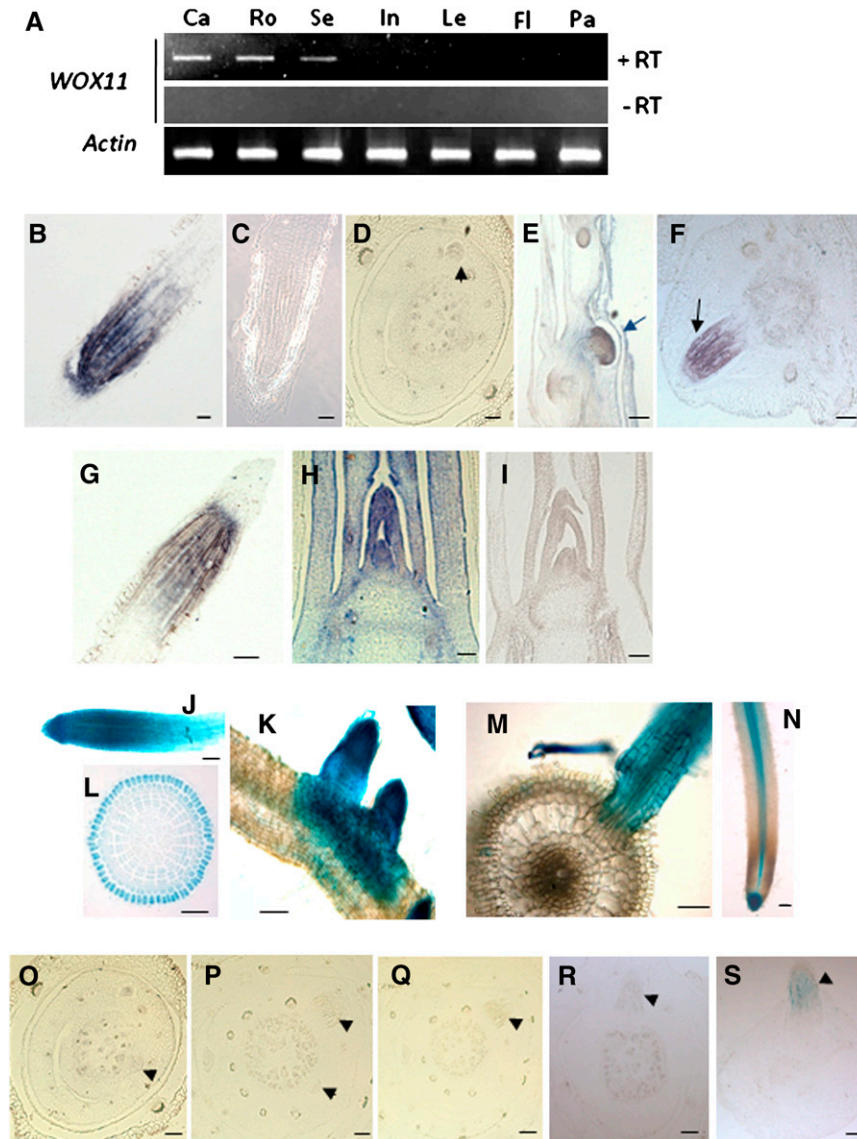 A
Ca Ro Se In Le Fl Pa
WOX11
+ RT
- RT
Actin
B C D E F
G H I
J K M N
L
O P Q R S